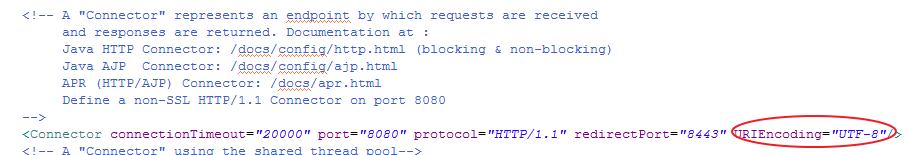 <!-- A "Connector" represents an endpoint by which requests are received
and responses are returned. Documentation at :
Java HTTP Connector: /docs/config/http.html (blocking & non-blocking)
Java AJP  Connector: /docs/config/ajp.html
APR (HTTP/AJP) Connector: /docs/apr.html
Define a non-SSL HTTP/1.1 Connector on port 8080
-->
<Connector connectionTimeout="20000" port="8080" protocol="HTTP/1.1" redirectPort="8443" URIEncoding="UTF-8"/>
<!-- A "Connector" using the shared thread pool-->